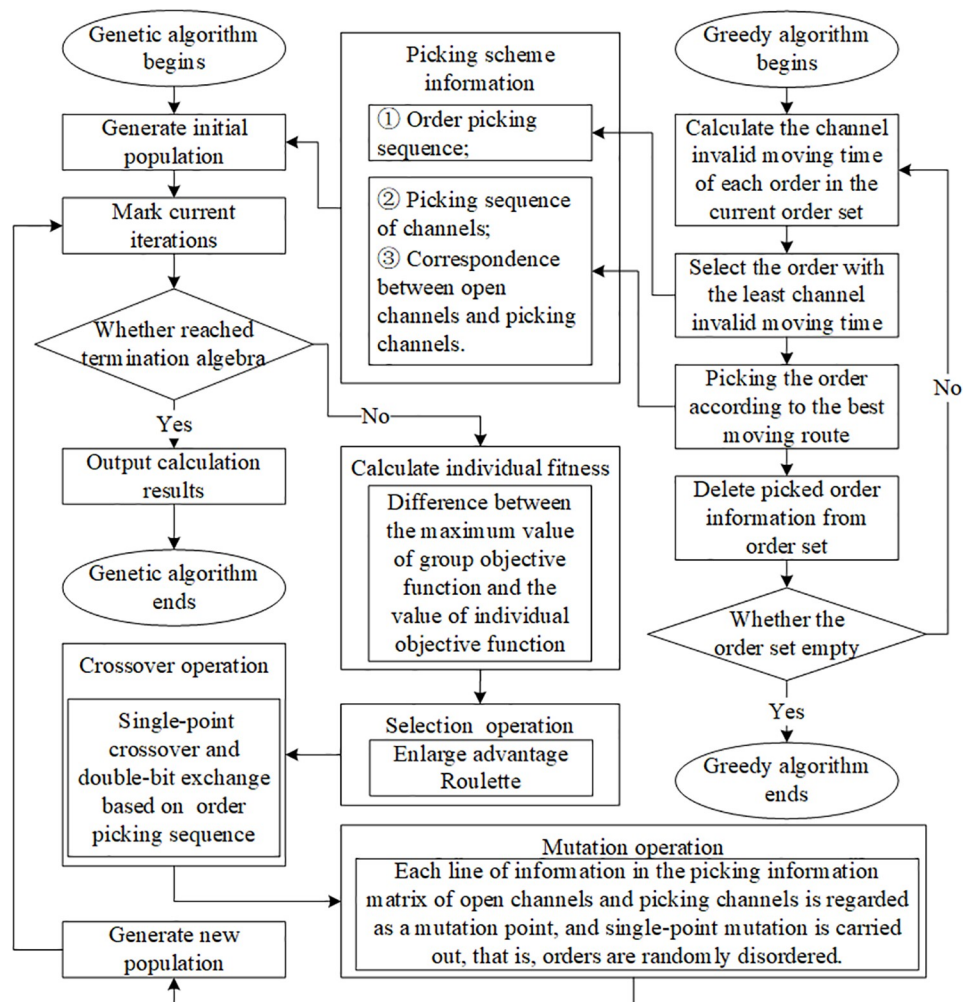 Genetic algorithm
begins
Generate initial
population
Mark current
iterations
Whether reached
termination algebra
Yes
No
Output calculation
results
Genetic algorithm
ends
Picking scheme
information
① Order picking
sequence;
② Picking sequence
of channels;
③ Correspondence
between open
channels and picking
channels.
Greedy algorithm
begins
Calculate the channel
invalid moving time
of each order in the
current order set
Select the order with
the least channel
invalid moving time
Picking the order
according to the best
moving route
Delete picked order
information from
order set
Whether the
order set empty
No
Yes
Greedy algorithm
ends
Calculate individual fitness
Difference between
the maximum value
of group objective
function and the
value of individual
objective function
Selection operation
Enlarge advantage
Roulette
Crossover operation
Single-point
crossover and
double-bit exchange
based on order
picking sequence
Mutation operation
Each line of information in the picking information
matrix of open channels and picking channels is regarded
as a mutation point, and single-point mutation is carried
out, that is, orders are randomly disordered.
Generate new
population